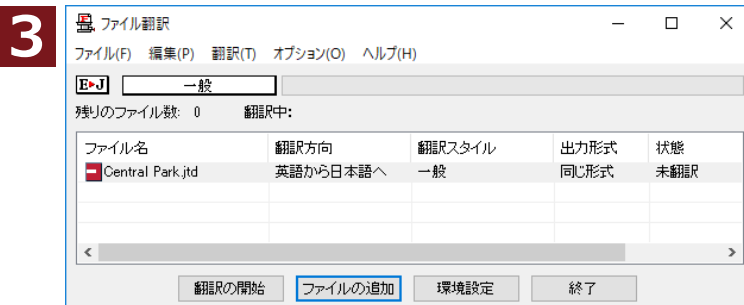 3
ファイル翻訳
ファイル(F) 編集(P) 翻訳(T) オプション(O) ヘルプ(H)
E▸J 一般
残りのファイル数: 0 翻訳中:
ファイル名 翻訳方向 翻訳スタイル 出力形式 状態
Central Park.jtd 英語から日本語へ 一般 同じ形式 未翻訳
翻訳の開始 ファイルの追加 環境設定 終了